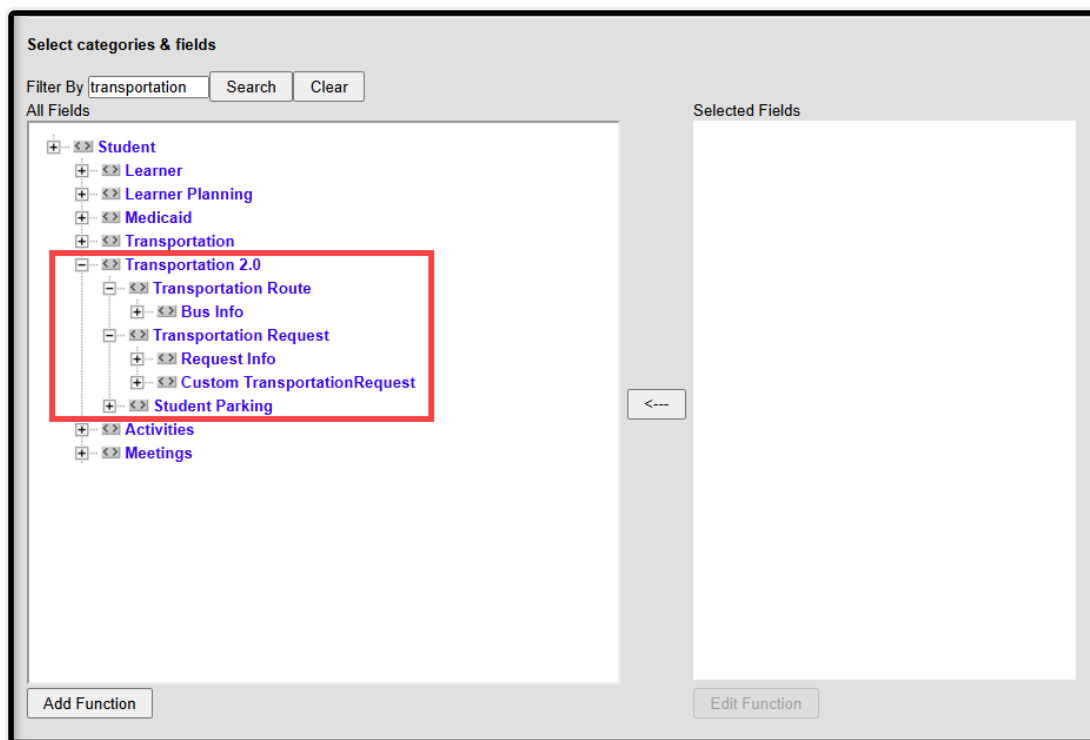 Select categories & fields
Filter By transportation Search Clear
All Fields
Student
Learner
Learner Planning
Medicaid
Transportation
Transportation 2.0
Transportation Route
Bus Info
Transportation Request
Request Info
Custom TransportationRequest
Student Parking
Activities
Meetings
Add Function
<---
Selected Fields
Edit Function